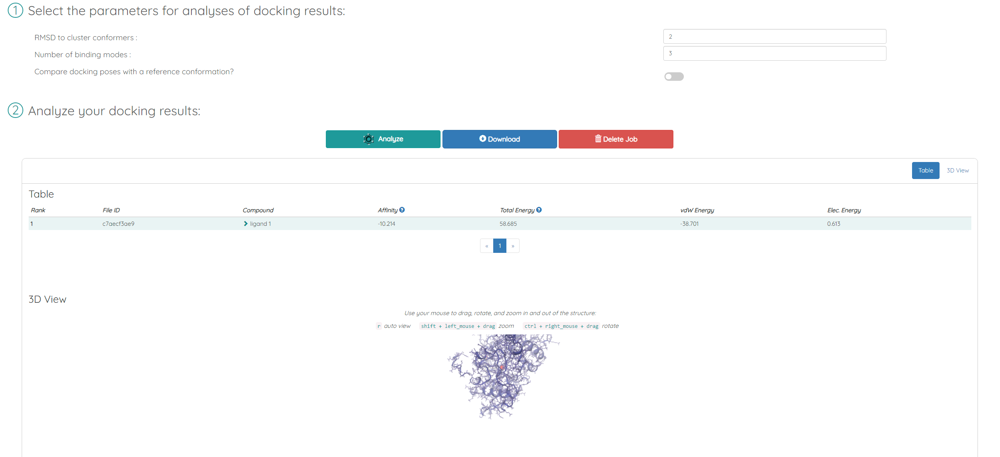 1 Select the parameters for analyses of docking results:
RMSD to cluster conformers : 2
Number of binding modes : 3
Compare docking poses with a reference conformation?
2 Analyze your docking results:
Analyze Download Delete Job
Table 3D View
Table
Rank File ID Compound Affinity ? Total Energy ? vdW Energy Elec. Energy
1 c7aecf3ae9 ligand 1 -10.214 58.685 -38.701 0.613
« 1 »
3D View
Use your mouse to drag, rotate, and zoom in and out of the structure:
r auto view shift + left_mouse + drag zoom ctrl + right_mouse + drag rotate